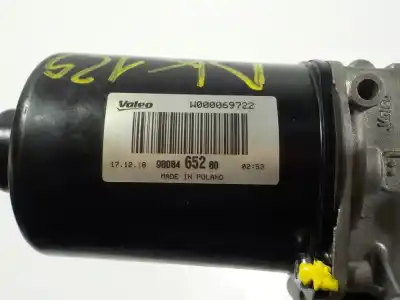 Valeo W000069722
17.12.18 98084 652 80 02:53
MADE IN POLAND